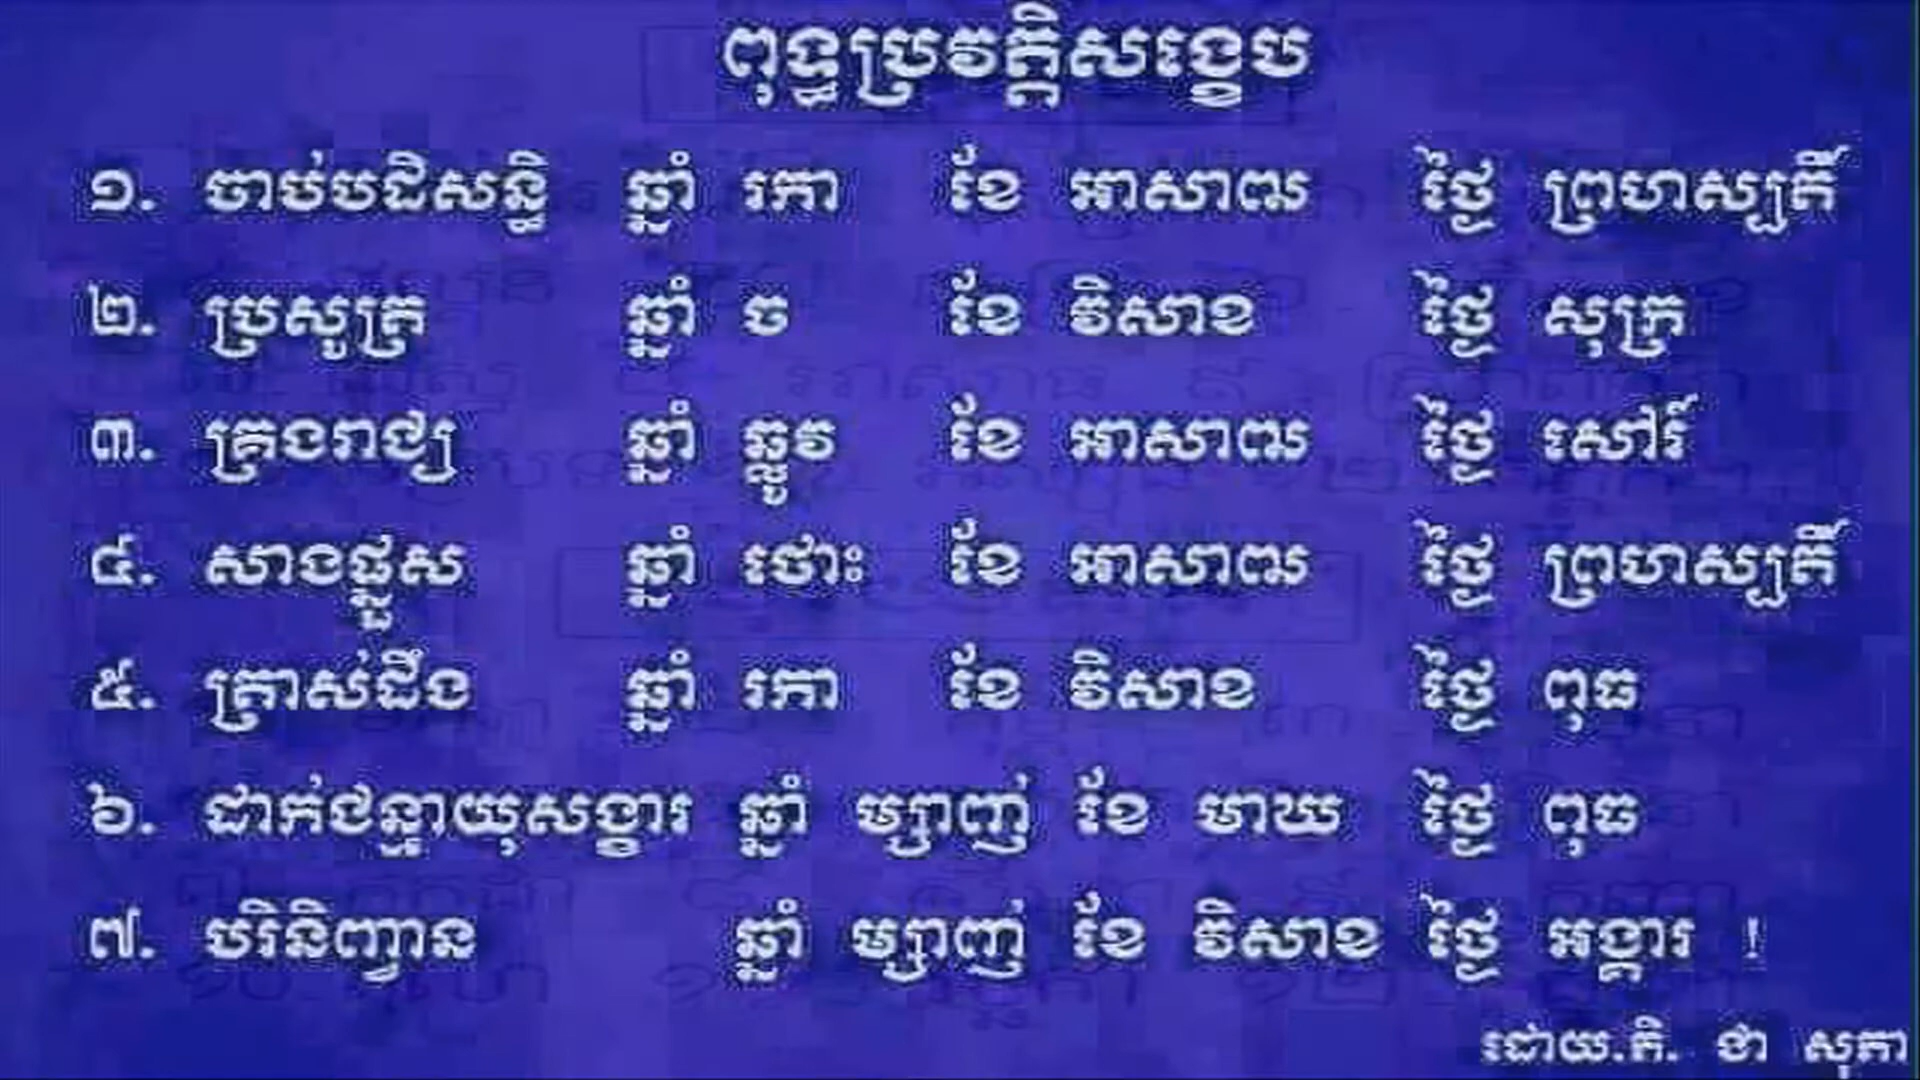 ពុទ្ធប្រវត្តិសង្ខេប
១. ចាប់បដិសន្ធិ ឆ្នាំ រកា ខែ អាសាឍ ថ្ងៃ ព្រហស្បតិ៍
២. ប្រសូត្រ ឆ្នាំ ច ខែ វិសាខ ថ្ងៃ សុក្រ
៣. គ្រងរាជ្យ ឆ្នាំ ឆ្លូវ ខែ អាសាឍ ថ្ងៃ សៅរ៍
៤. សាងផ្នួស ឆ្នាំ ថោះ ខែ អាសាឍ ថ្ងៃ ព្រហស្បតិ៍
៥. ត្រាស់ដឹង ឆ្នាំ រកា ខែ វិសាខ ថ្ងៃ ពុធ
៦. ដាក់ជន្មាយុសង្ខារ ឆ្នាំ ម្សាញ់ ខែ មាឃ ថ្ងៃ ពុធ
៧. បរិនិញ្វាន ឆ្នាំ ម្សាញ់ ខែ វិសាខ ថ្ងៃ អង្គារ !
ដោយ.ភិ. ថា សុភា